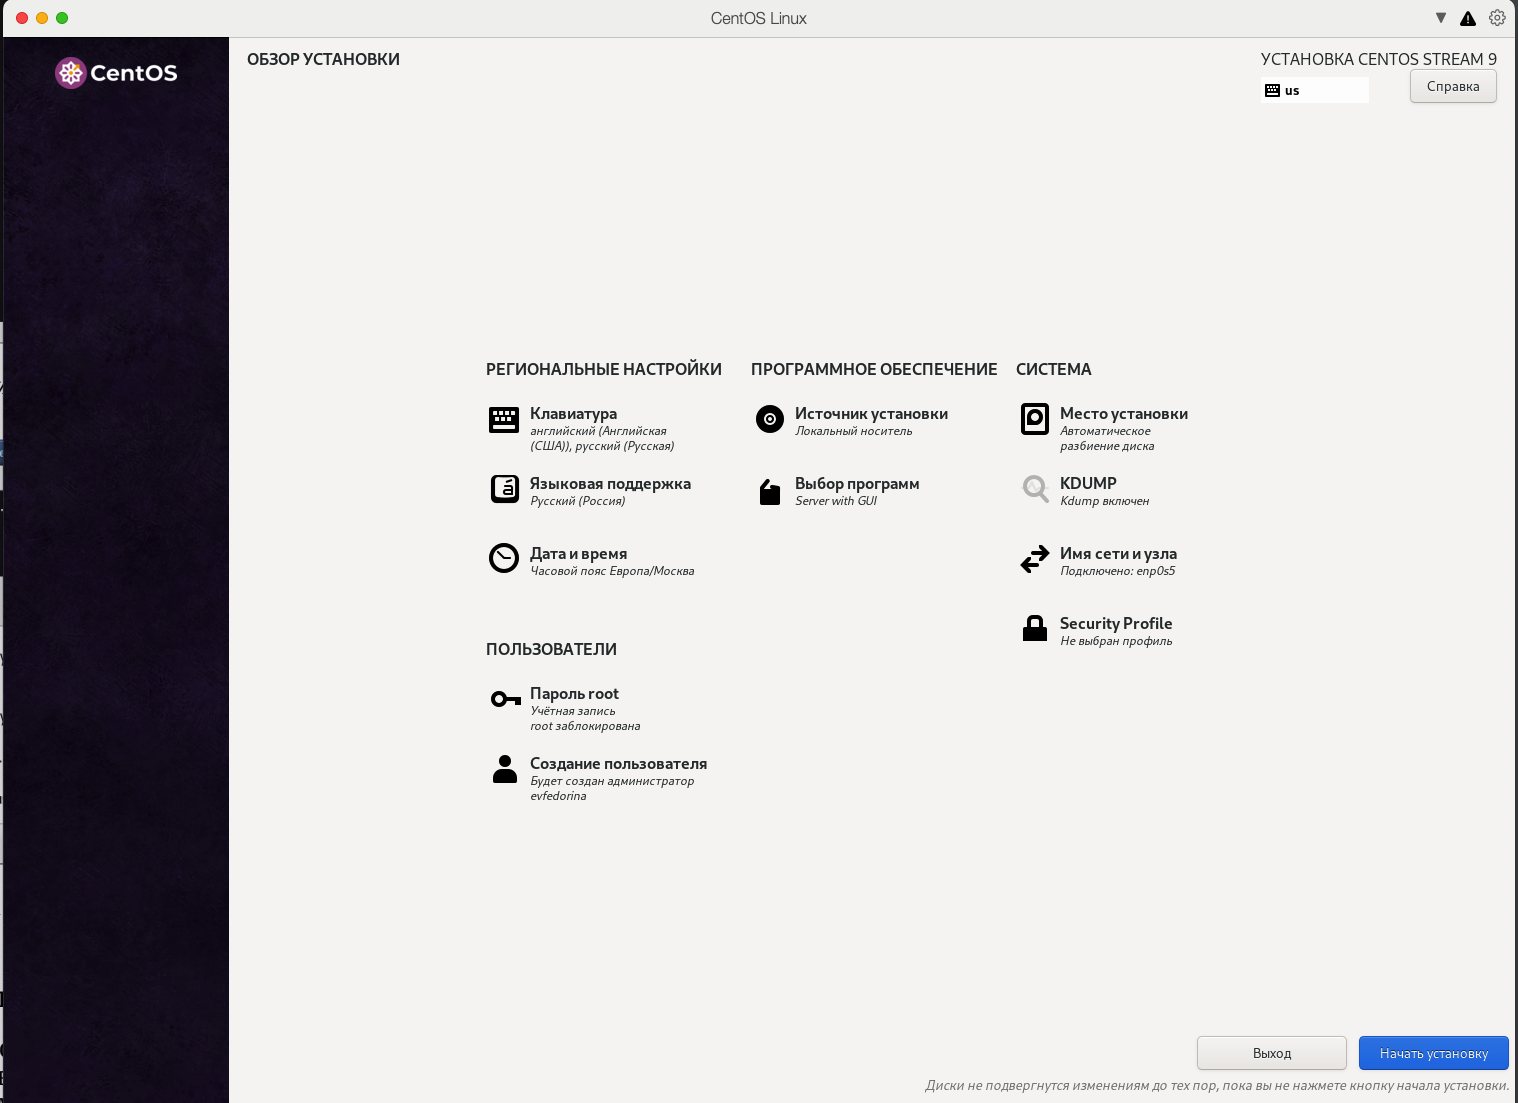 CentOS Linux
CentOS
ОБЗОР УСТАНОВКИ
УСТАНОВКА CENTOS STREAM 9
us
Справка
РЕГИОНАЛЬНЫЕ НАСТРОЙКИ
Клавиатура
английский (Английская
(США)), русский (Русская)
Языковая поддержка
Русский (Россия)
Дата и время
Часовой пояс Европа/Москва
ПРОГРАММНОЕ ОБЕСПЕЧЕНИЕ
Источник установки
Локальный носитель
Выбор программ
Server with GUI
СИСТЕМА
Место установки
Автоматическое
разбиение диска
KDUMP
Kdump включен
Имя сети и узла
Подключено: enp0s5
Security Profile
Не выбран профиль
ПОЛЬЗОВАТЕЛИ
Пароль root
Учётная запись
root заблокирована
Создание пользователя
Будет создан администратор
evfedorina
Выход
Начать установку
Диски не подвергнутся изменениям до тех пор, пока вы не нажмете кнопку начала установки.